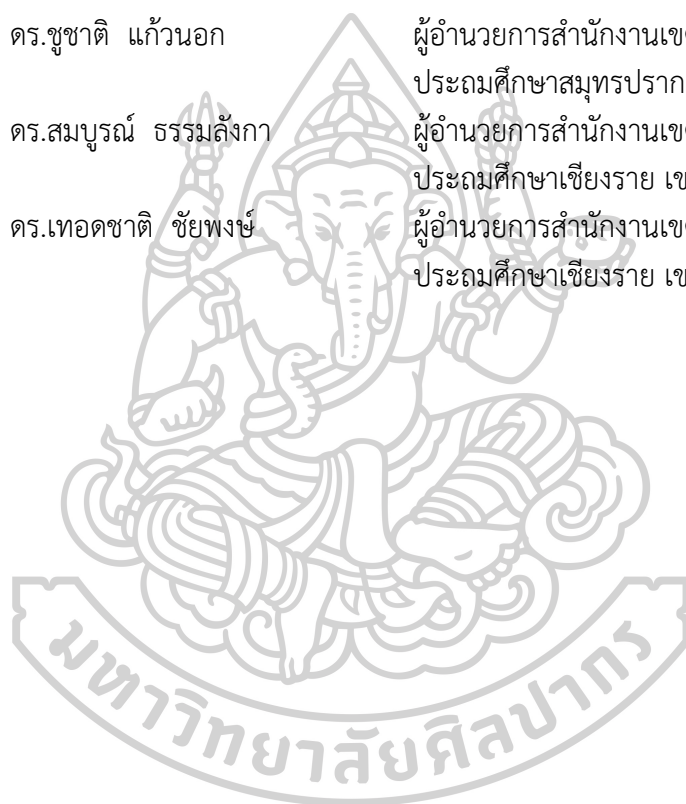 ดร.ชูชาติ แก้วนอก ผู้อำนวยการสำนักงานเขต
ประถมศึกษาสมุทรปราก
ดร.สมบูรณ์ ธรรมลังกา ผู้อำนวยการสำนักงานเขต
ประถมศึกษาเชียงราย เข
ดร.เทอดชาติ ชัยพงษ์ ผู้อำนวยการสำนักงานเขต
ประถมศึกษาเชียงราย เข
มหาวิทยาลัยศิลปากร